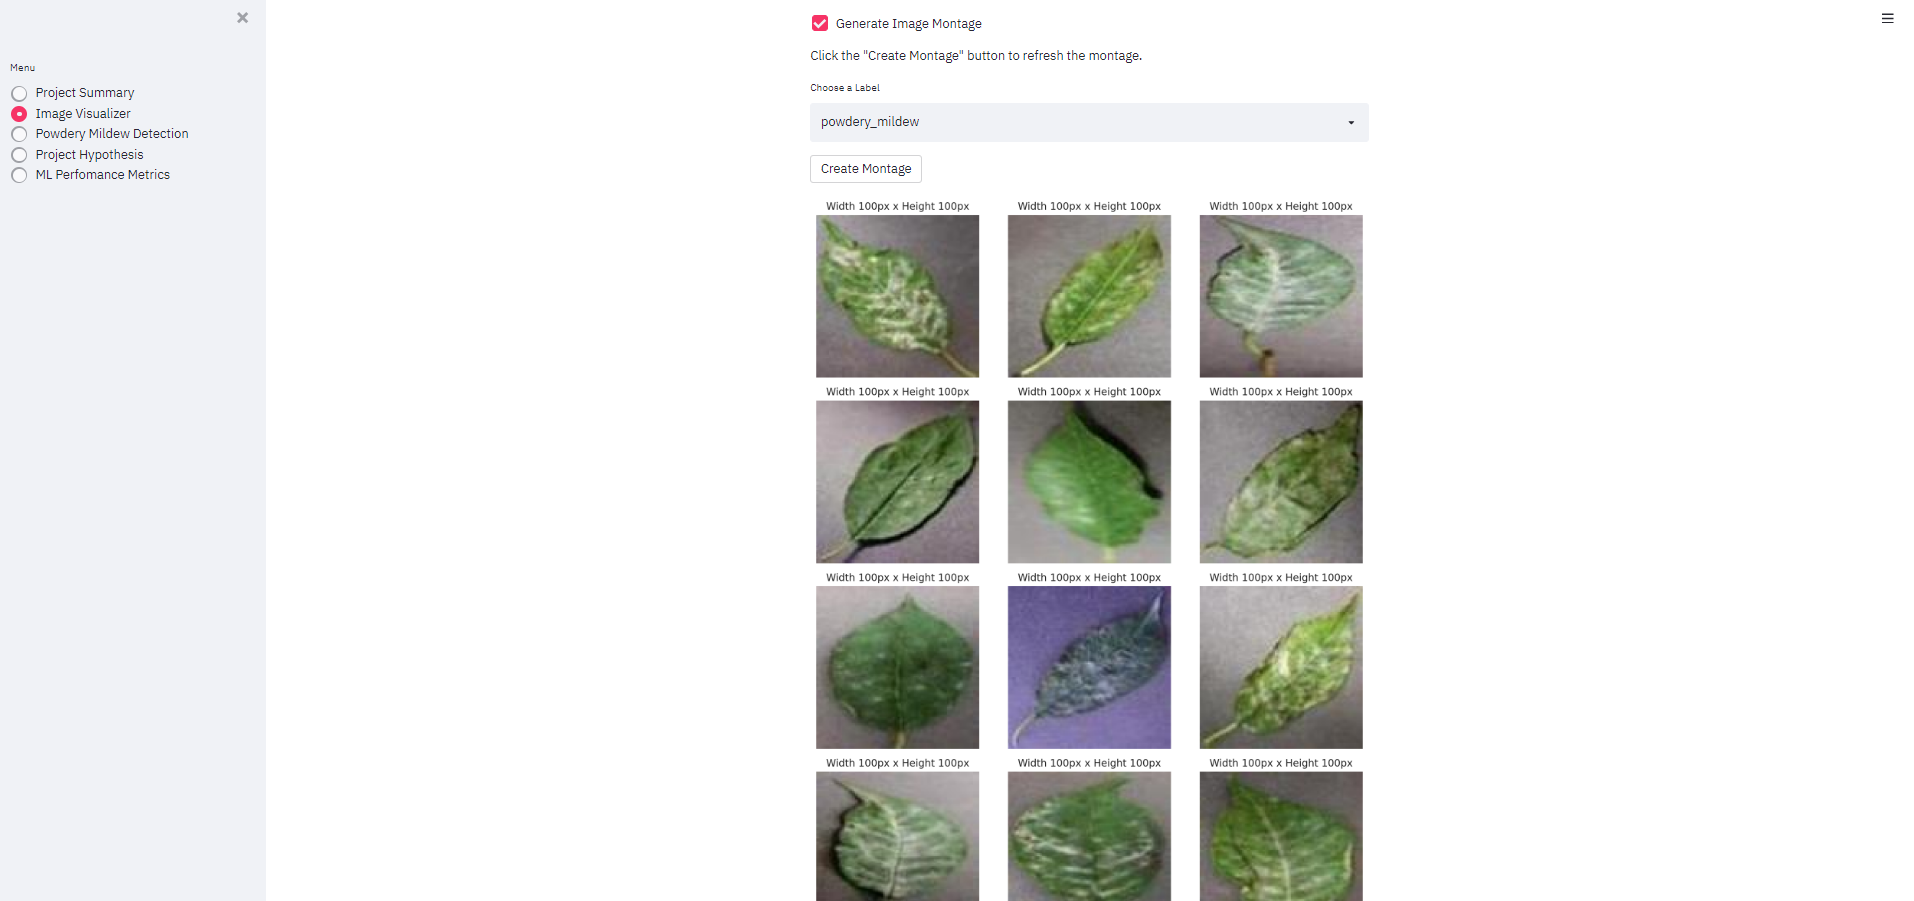 Menu
Project Summary
Image Visualizer
Powdery Mildew Detection
Project Hypothesis
ML Perfomance Metrics
Generate Image Montage
Click the "Create Montage" button to refresh the montage.
Choose a Label
powdery_mildew
Create Montage
Width 100px x Height 100px Width 100px x Height 100px Width 100px x Height 100px
Width 100px x Height 100px Width 100px x Height 100px Width 100px x Height 100px
Width 100px x Height 100px Width 100px x Height 100px Width 100px x Height 100px
Width 100px x Height 100px Width 100px x Height 100px Width 100px x Height 100px